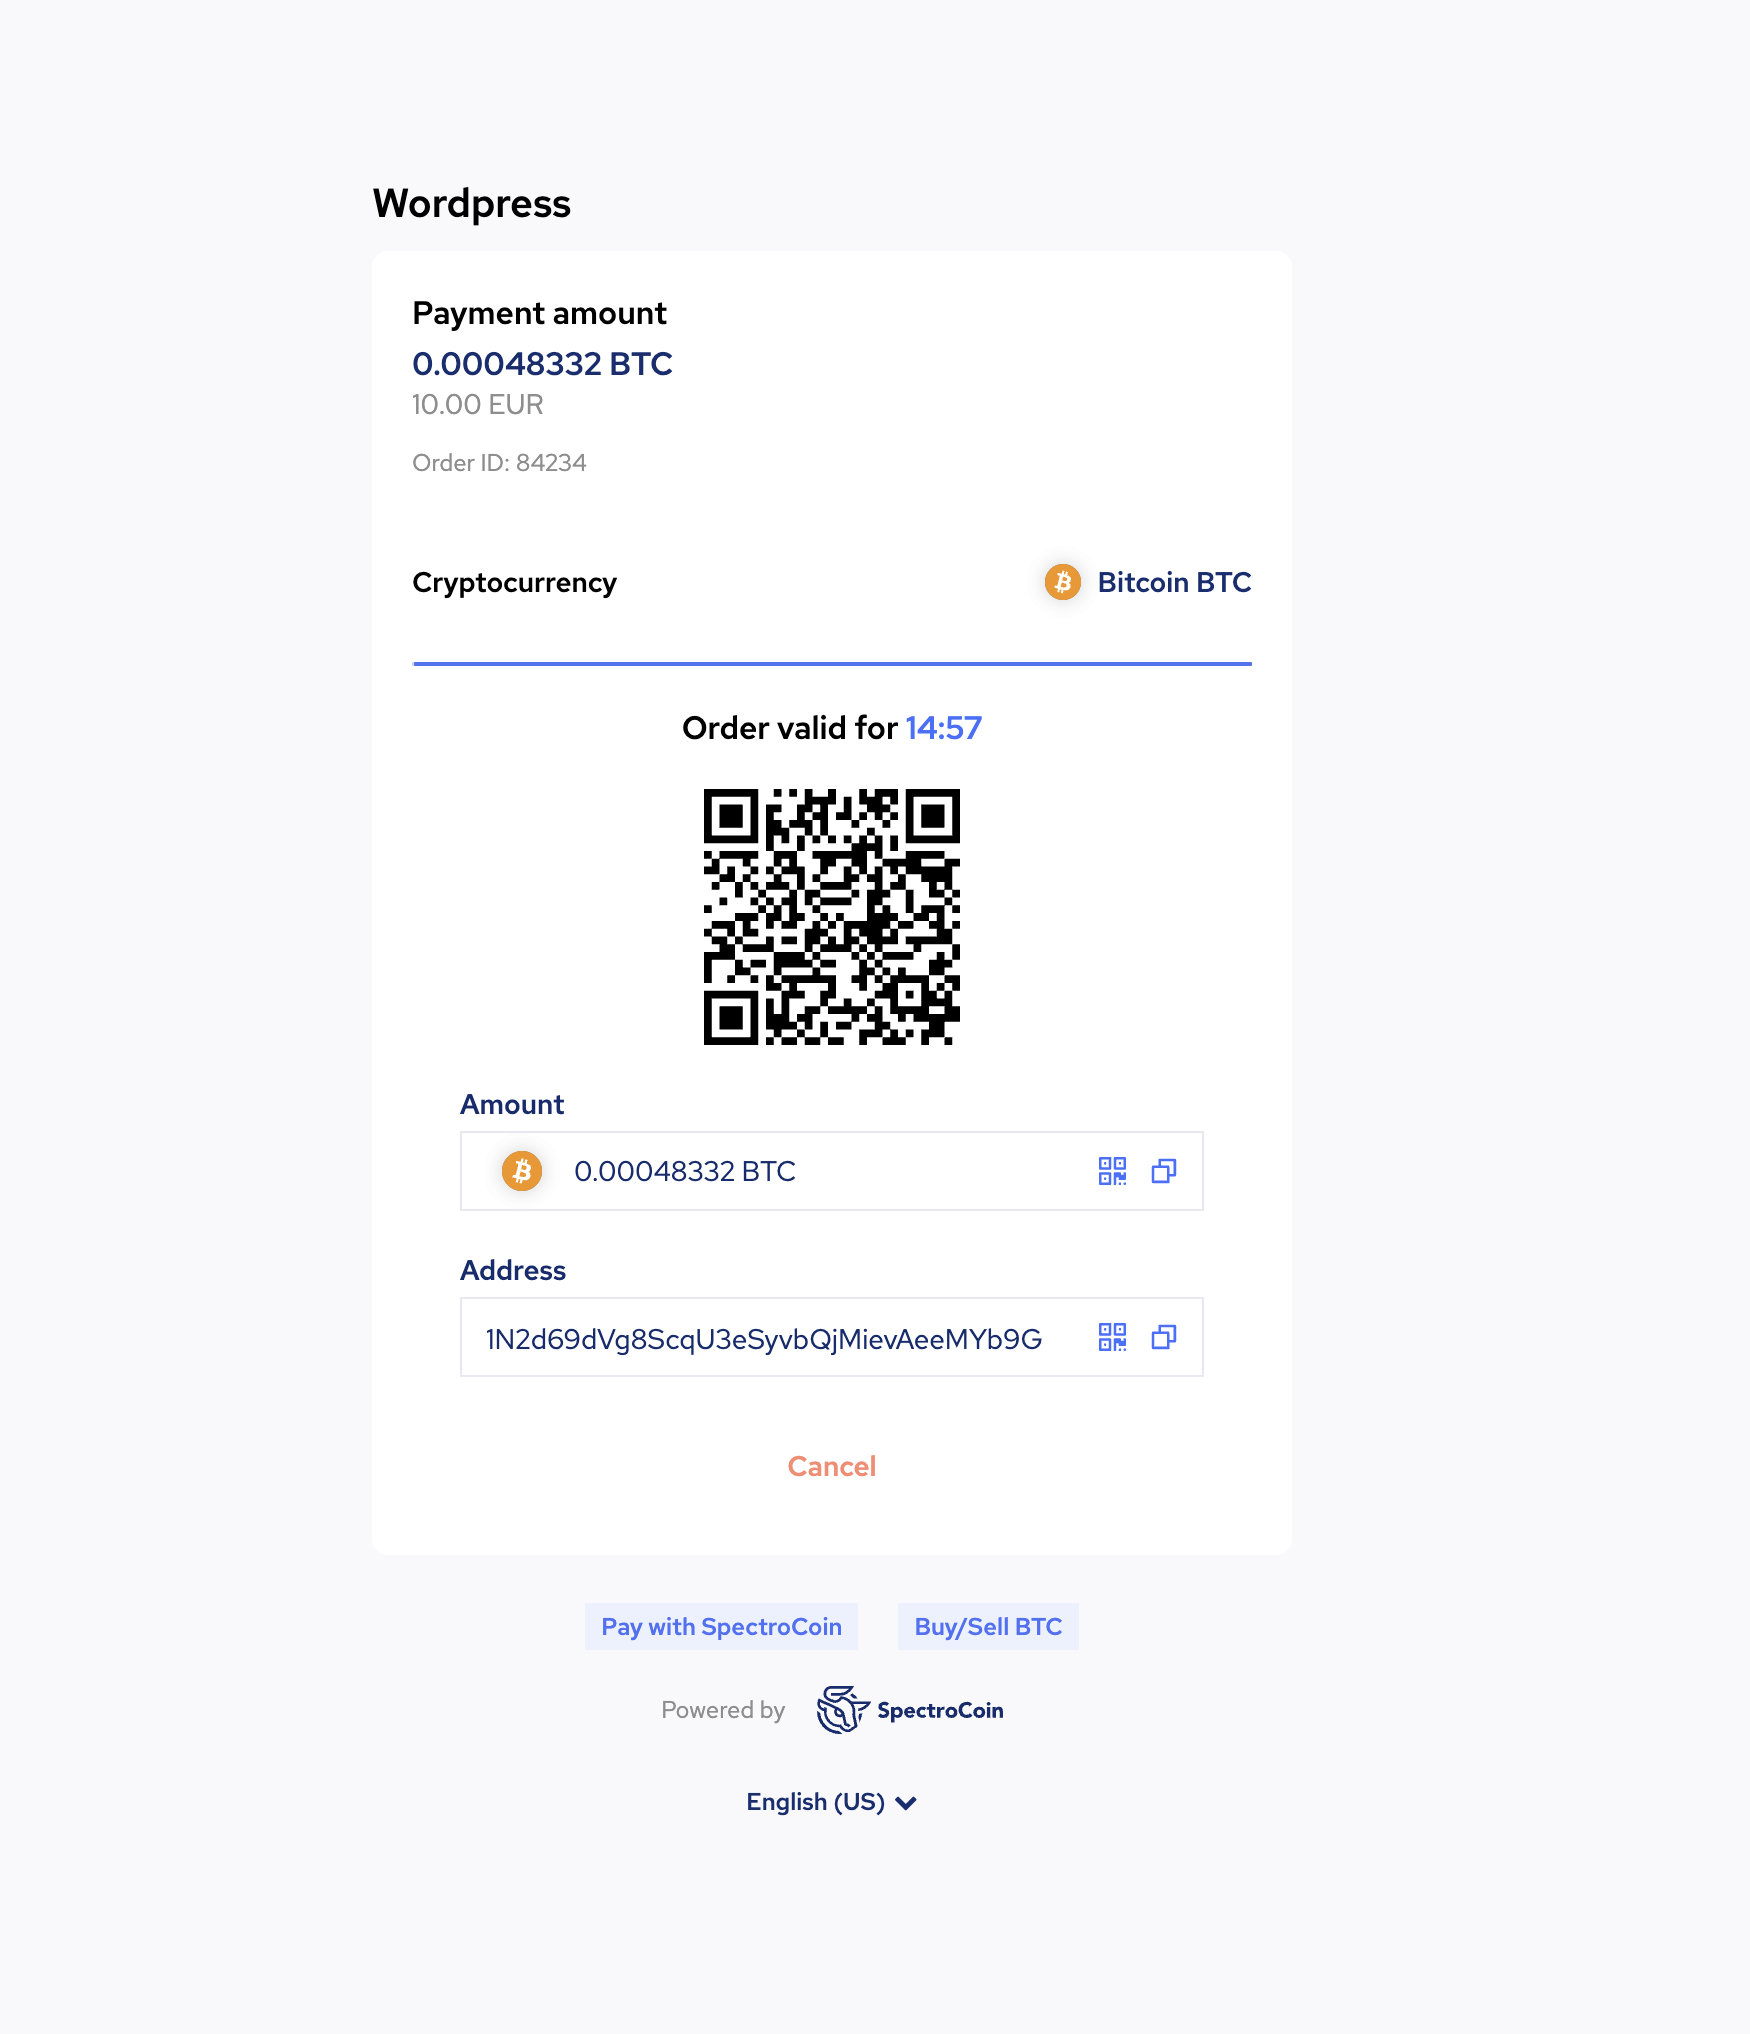 Wordpress
Payment amount
0.00048332 BTC
10.00 EUR
Order ID: 84234
Cryptocurrency
Bitcoin BTC
Order valid for 14:57
Amount
0.00048332 BTC
Address
1N2d69dVg8ScqU3eSyvbQjMievAeeMYb9G
Cancel
Pay with SpectroCoin
Buy/Sell BTC
Powered by SpectroCoin
English (US)